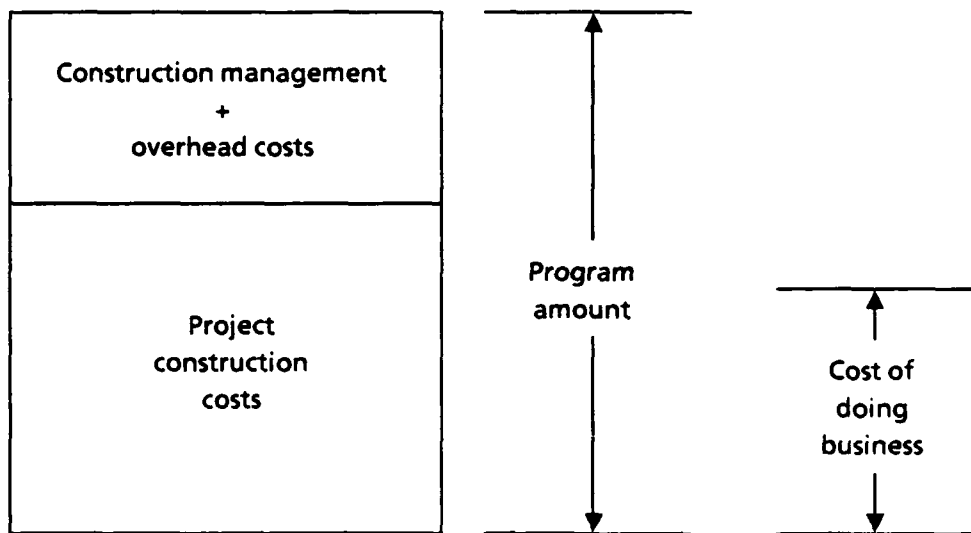 Construction management
+
overhead costs
Project
construction
costs
Program
amount
Cost of
doing
business